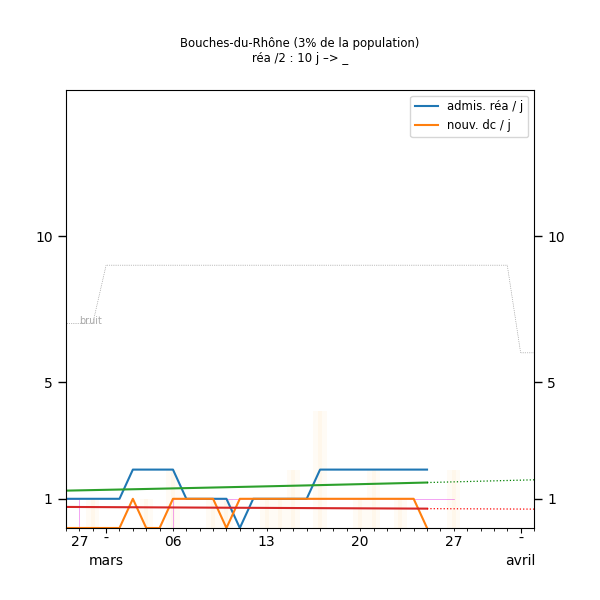 Bouches-du-Rhône (3% de la population)
réa /2 : 10 j –> _
admis. réa / j
nouv. dc / j
10
10
bruit
5
5
1
1
27 - 06 13 20 27 -
mars avril